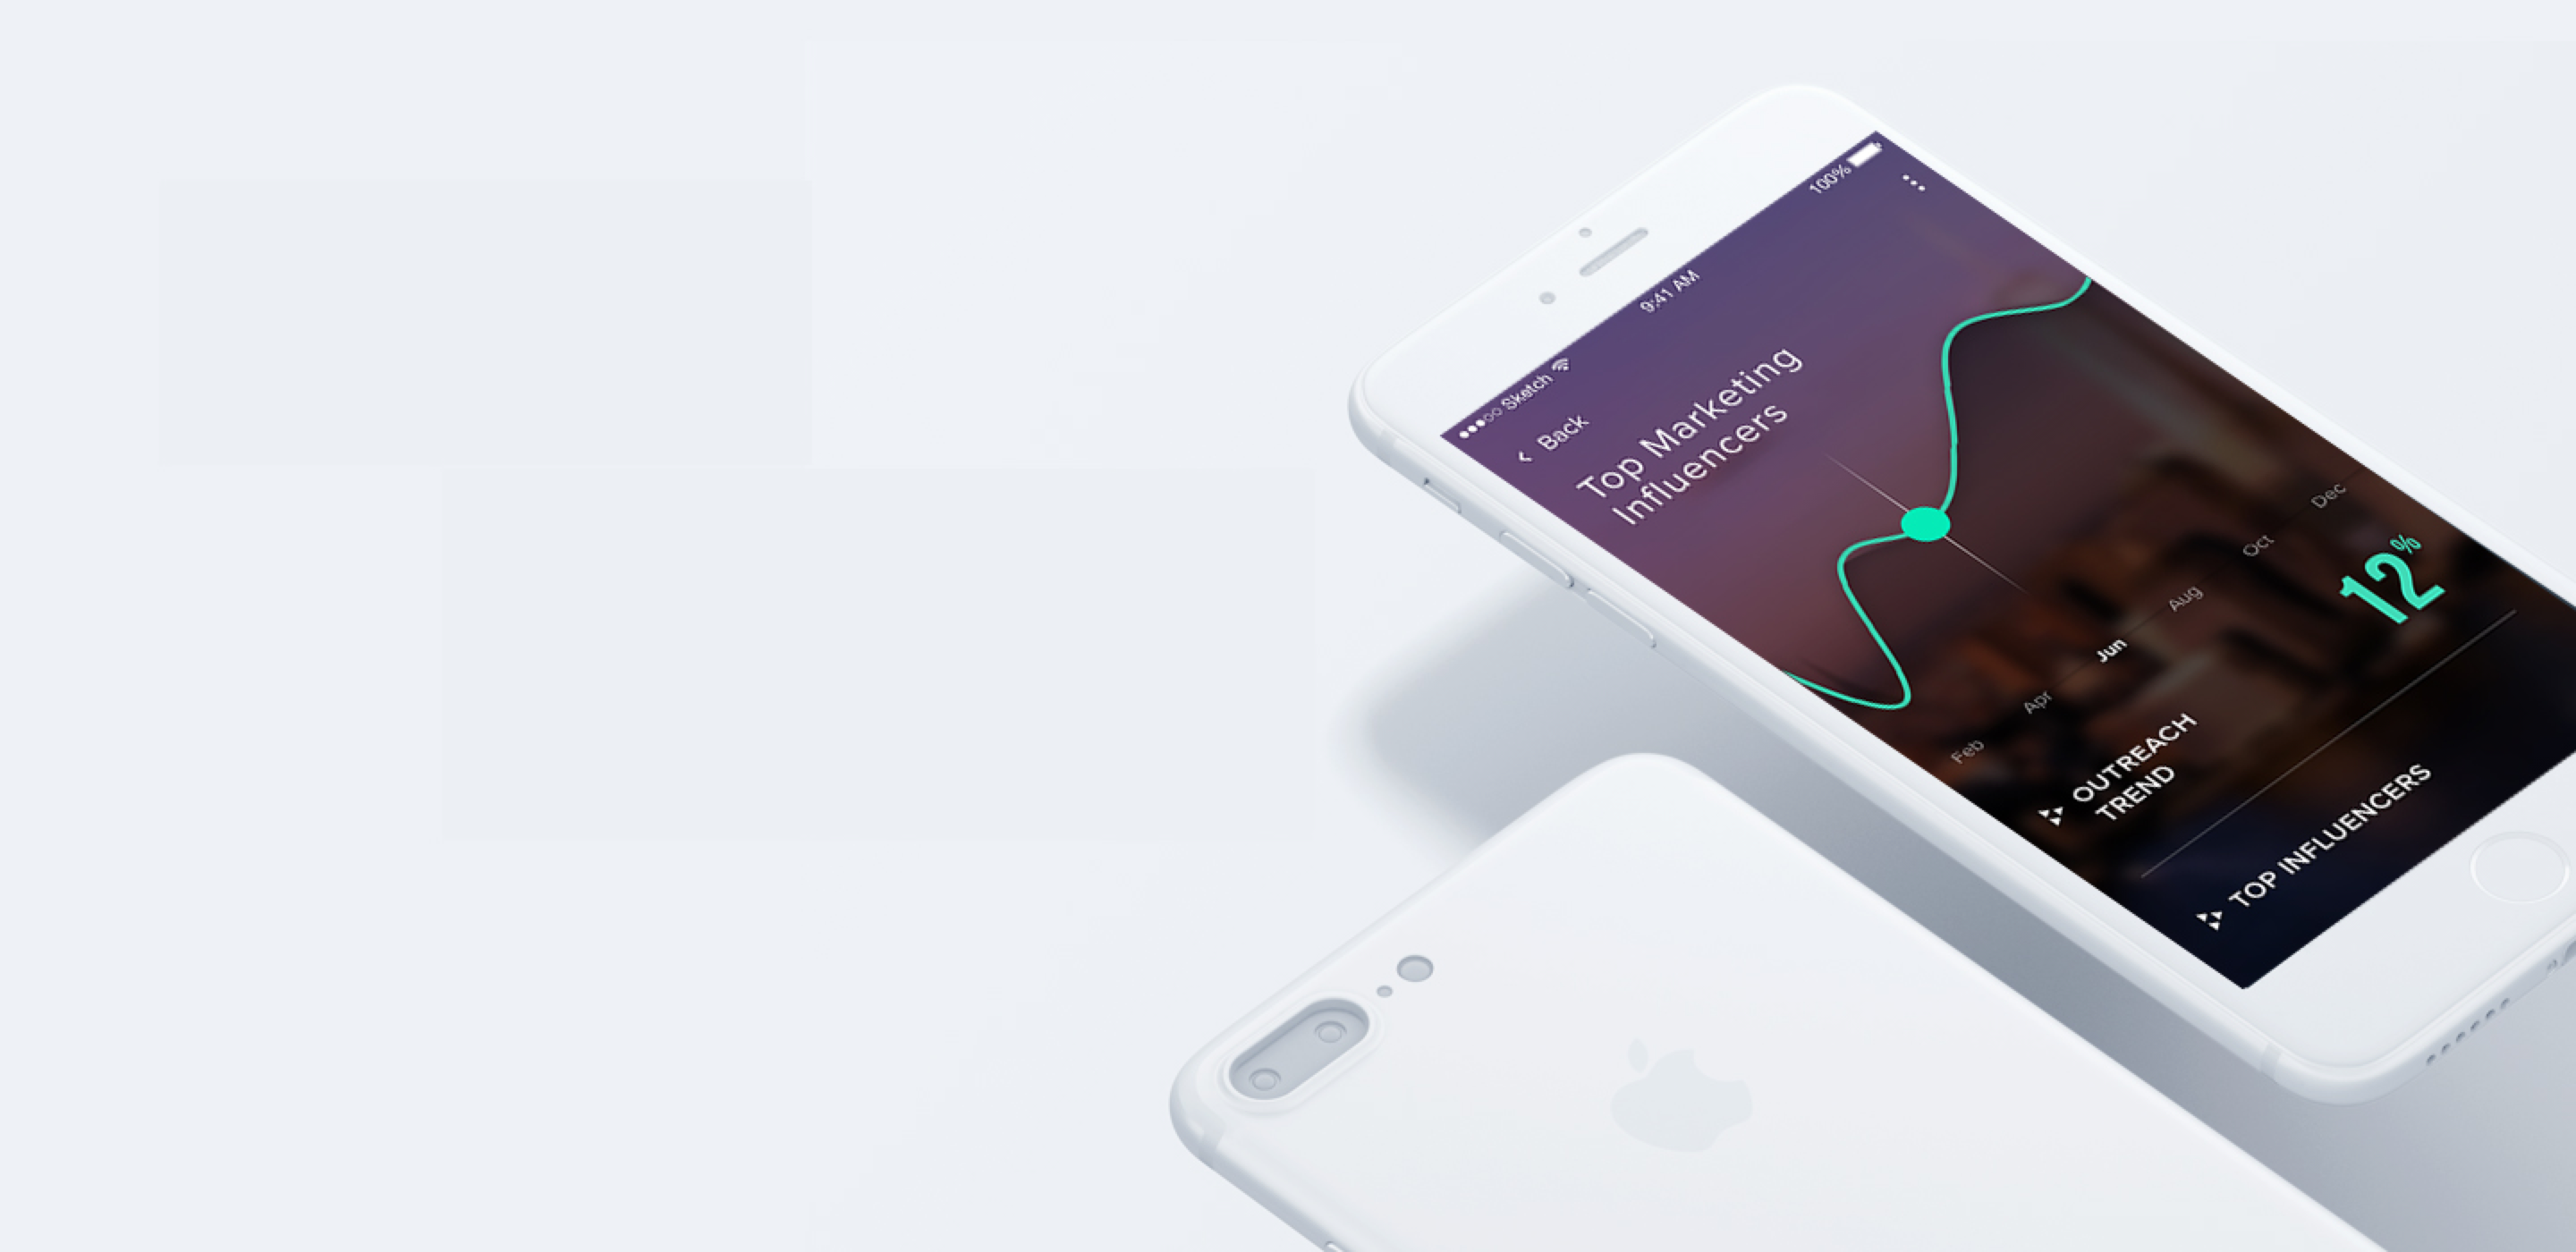 Sketch 9:41 AM 100%
Back
Top Marketing
Influencers
Feb Apr Jun Aug Oct Dec
OUTREACH
TREND
12%
TOP INFLUENCERS